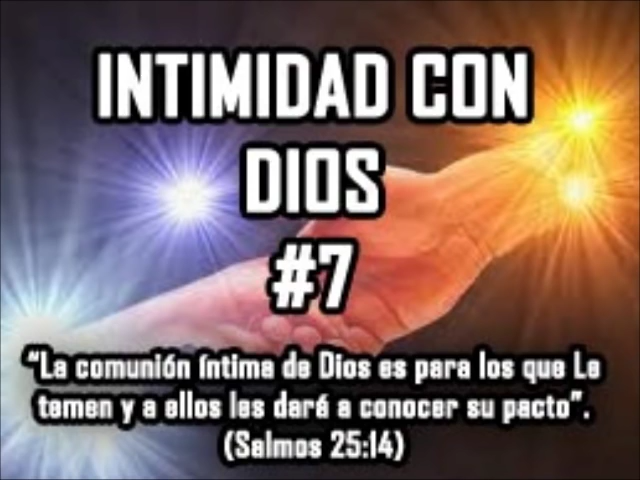 INTIMIDAD CON
DIOS
#7
“La comunión íntima de Dios es para los que Le
temen y a ellos les dará a conocer su pacto”.
(Salmos 25:14)